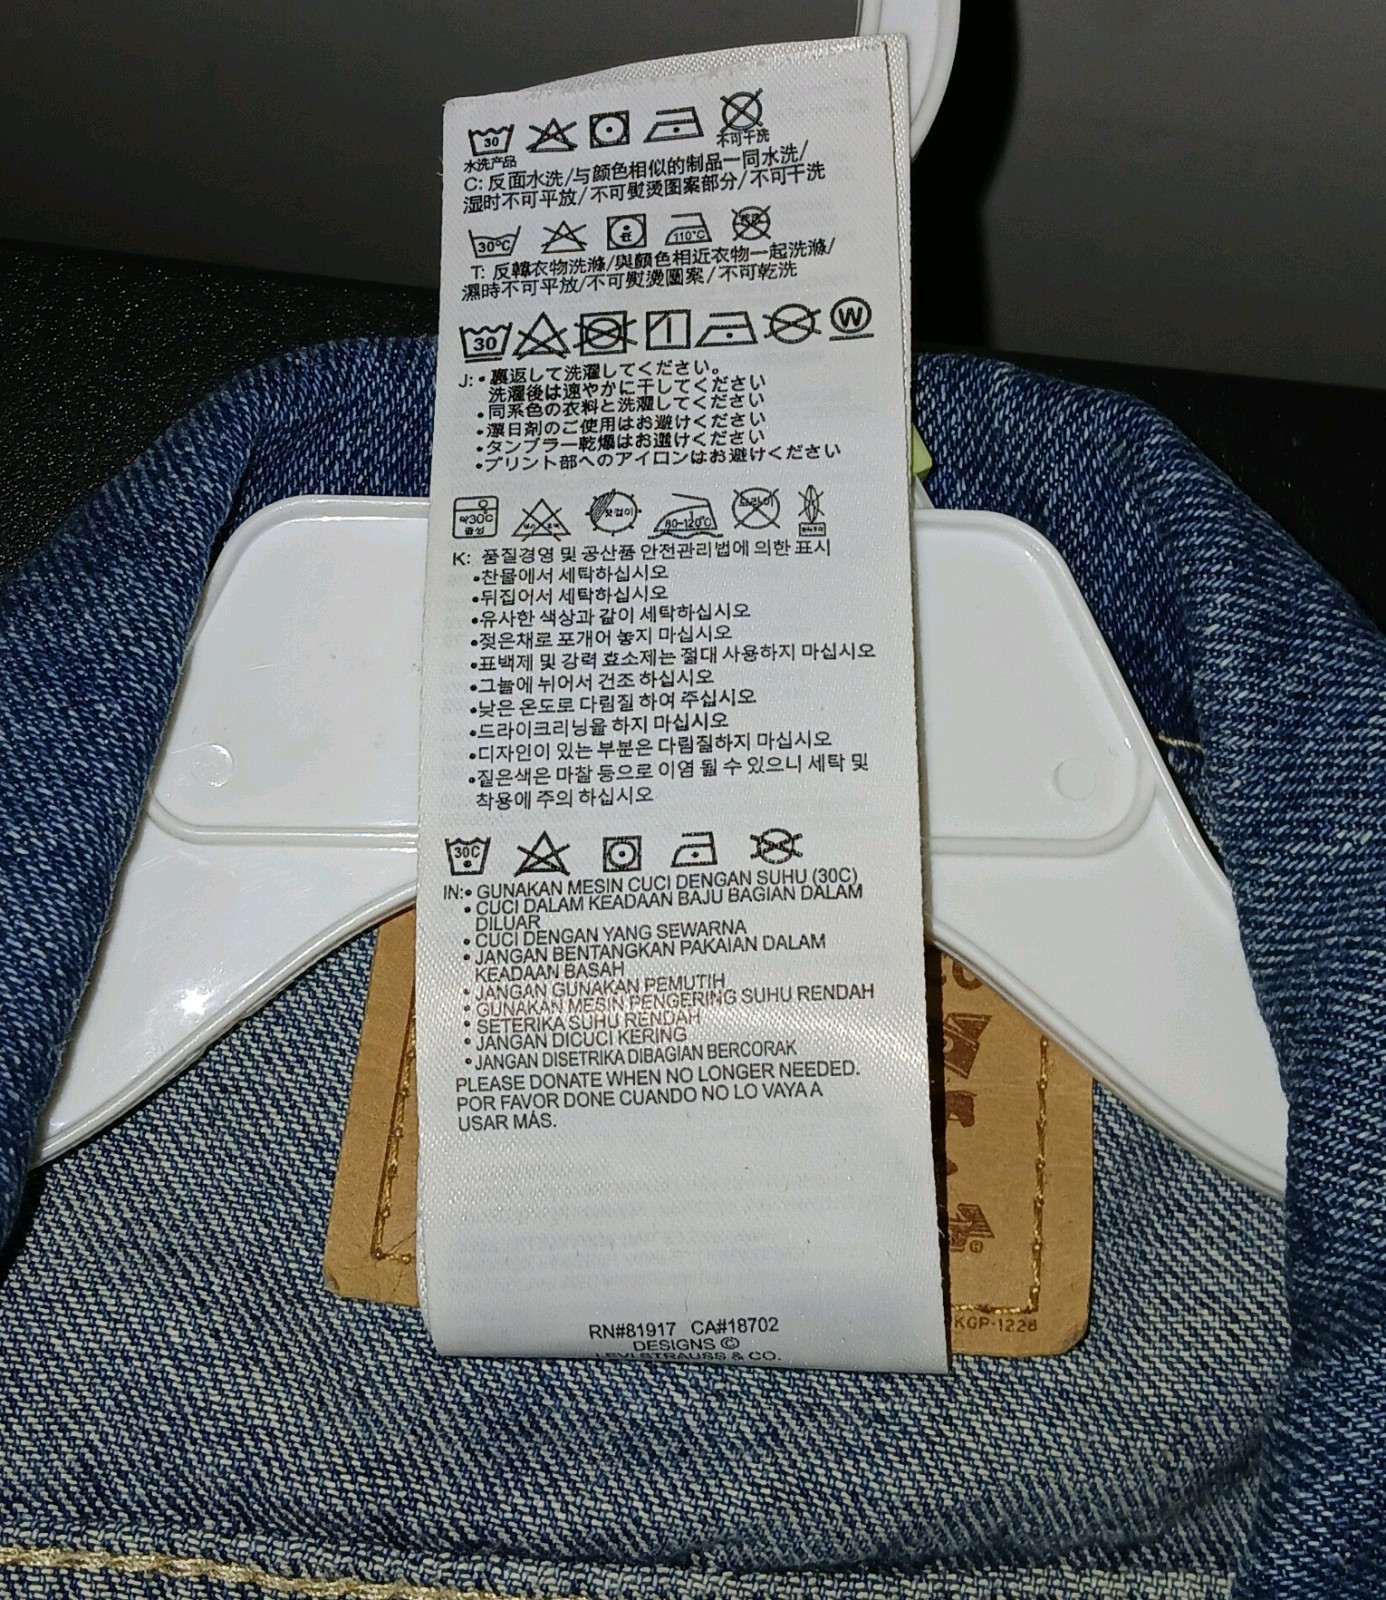 30
水洗产品
不可干洗
C: 反面水洗/与颜色相似的制品一同水洗/
湿时不可平放/不可熨烫图案部分/不可干洗
30°C
110°C
T: 反韓衣物洗滌/與顏色相近衣物一起洗滌/
濕時不可平放/不可熨燙圖案/不可乾洗
30
W
J: • 裏返して洗濯してください。
洗濯後は速やかに干してください
• 同系色の衣料と洗濯してください
• 漂白剤のご使用はお避けください
• タンブラー乾燥はお避けください
• プリント部へのアイロンはお避けください
약30°C
중성
손짤이
80-120°C
드라이
K: 품질경영 및 공산품 안전관리법에 의한 표시
• 찬물에서 세탁하십시오
• 뒤집어서 세탁하십시오
• 유사한 색상과 같이 세탁하십시오
• 젖은채로 포개어 놓지 마십시오
• 표백제 및 강력 효소제는 절대 사용하지 마십시오
• 그늘에 뉘어서 건조 하십시오
• 낮은 온도로 다림질 하여 주십시오
• 드라이크리닝을 하지 마십시오
• 디자인이 있는 부분은 다림질하지 마십시오
• 짙은색은 마찰 등으로 이염 될 수 있으니 세탁 및
착용에 주의 하십시오
30C
IN: • GUNAKAN MESIN CUCI DENGAN SUHU (30C)
• CUCI DALAM KEADAAN BAJU BAGIAN DALAM
DILUAR
• CUCI DENGAN YANG SEWARNA
• JANGAN BENTANGKAN PAKAIAN DALAM
KEADAAN BASAH
• JANGAN GUNAKAN PEMUTIH
• GUNAKAN MESIN PENGERING SUHU RENDAH
• SETERIKA SUHU RENDAH
• JANGAN DICUCI KERING
• JANGAN DISETRIKA DIBAGIAN BERCORAK
PLEASE DONATE WHEN NO LONGER NEEDED.
POR FAVOR DONE CUANDO NO LO VAYA A
USAR MÁS.
RN#81917 CA#18702
DESIGNS ©
LEVI STRAUSS & CO.
KGP-1226